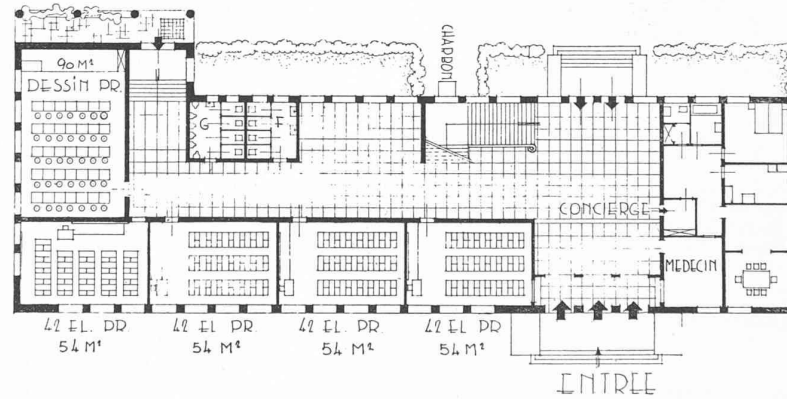 CHARBON
90 M²
DESSIN PR.
G
F
CONCIERGE
MEDECIN
42 EL. PR.
54 M²
42 EL PR.
54 M²
42 EL. PR.
54 M²
42 EL PR
54 M²
ENTREE